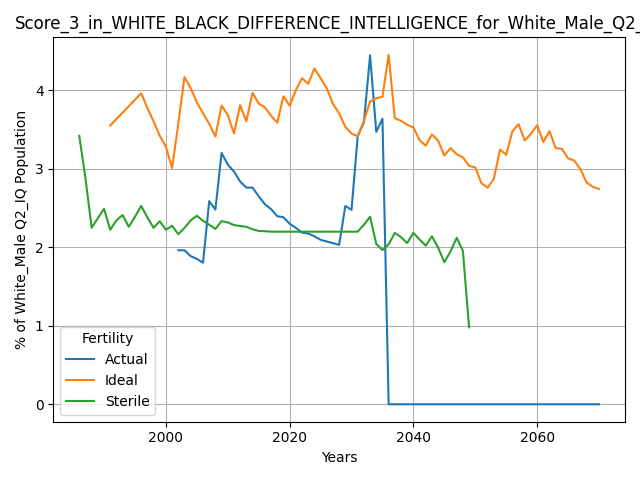 Score_3_in_WHITE_BLACK_DIFFERENCE_INTELLIGENCE_for_White_Male_Q2_
% of White_Male Q2_IQ Population
4
3
2
1
0
Fertility
Actual
Ideal
Sterile
2000 2020 2040 2060
Years